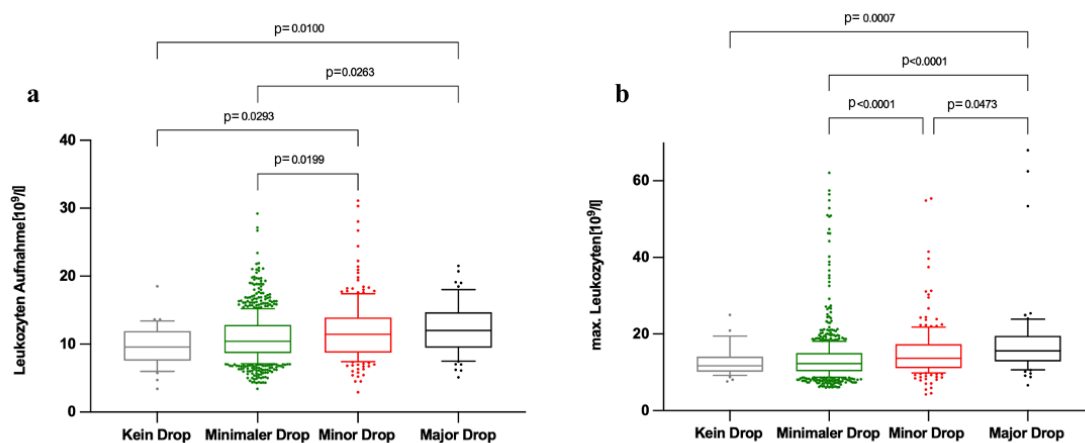 a
p= 0.0100
p=0.0263
p= 0.0293
p= 0.0199
Leukozyten Aufnahme[10⁹/l]
40
30
20
10
0
Kein Drop Minimaler Drop Minor Drop Major Drop
b
p= 0.0007
p<0.0001
p<0.0001 p=0.0473
max. Leukozyten[10⁹/l]
60
40
20
0
Kein Drop Minimaler Drop Minor Drop Major Drop